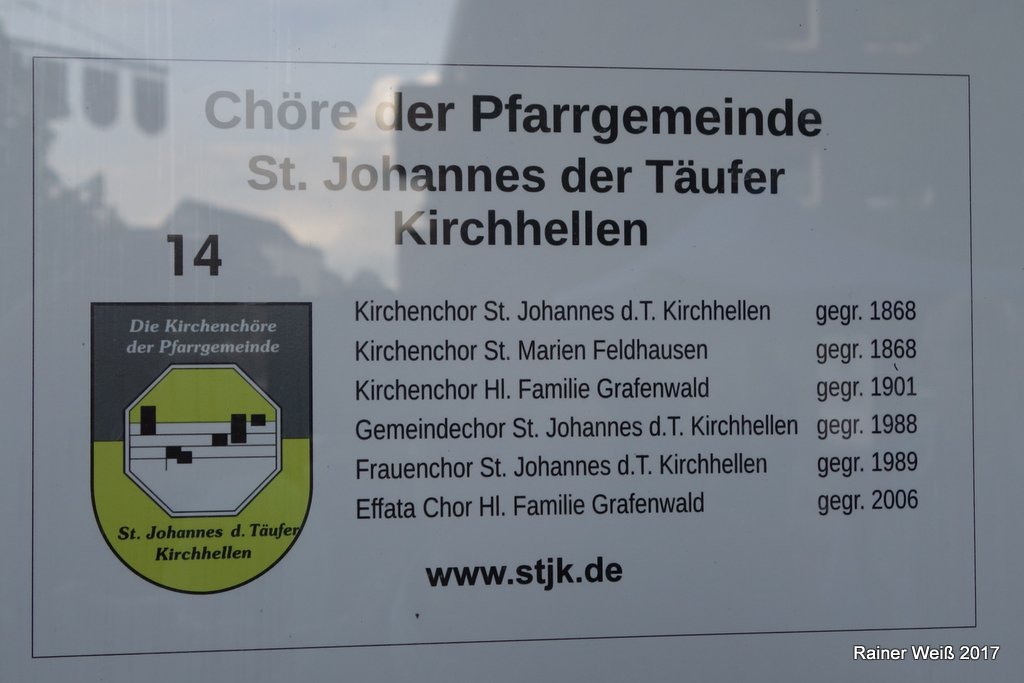 Chöre der Pfarrgemeinde
St. Johannes der Täufer
Kirchhellen
14
Die Kirchenchöre
der Pfarrgemeinde
St. Johannes d. Täufer
Kirchhellen
Kirchenchor St. Johannes d.T. Kirchhellen gegr. 1868
Kirchenchor St. Marien Feldhausen gegr. 1868
Kirchenchor Hl. Familie Grafenwald gegr. 1901
Gemeindechor St. Johannes d.T. Kirchhellen gegr. 1988
Frauenchor St. Johannes d.T. Kirchhellen gegr. 1989
Effata Chor Hl. Familie Grafenwald gegr. 2006
www.stjk.de
Rainer Weiß 2017